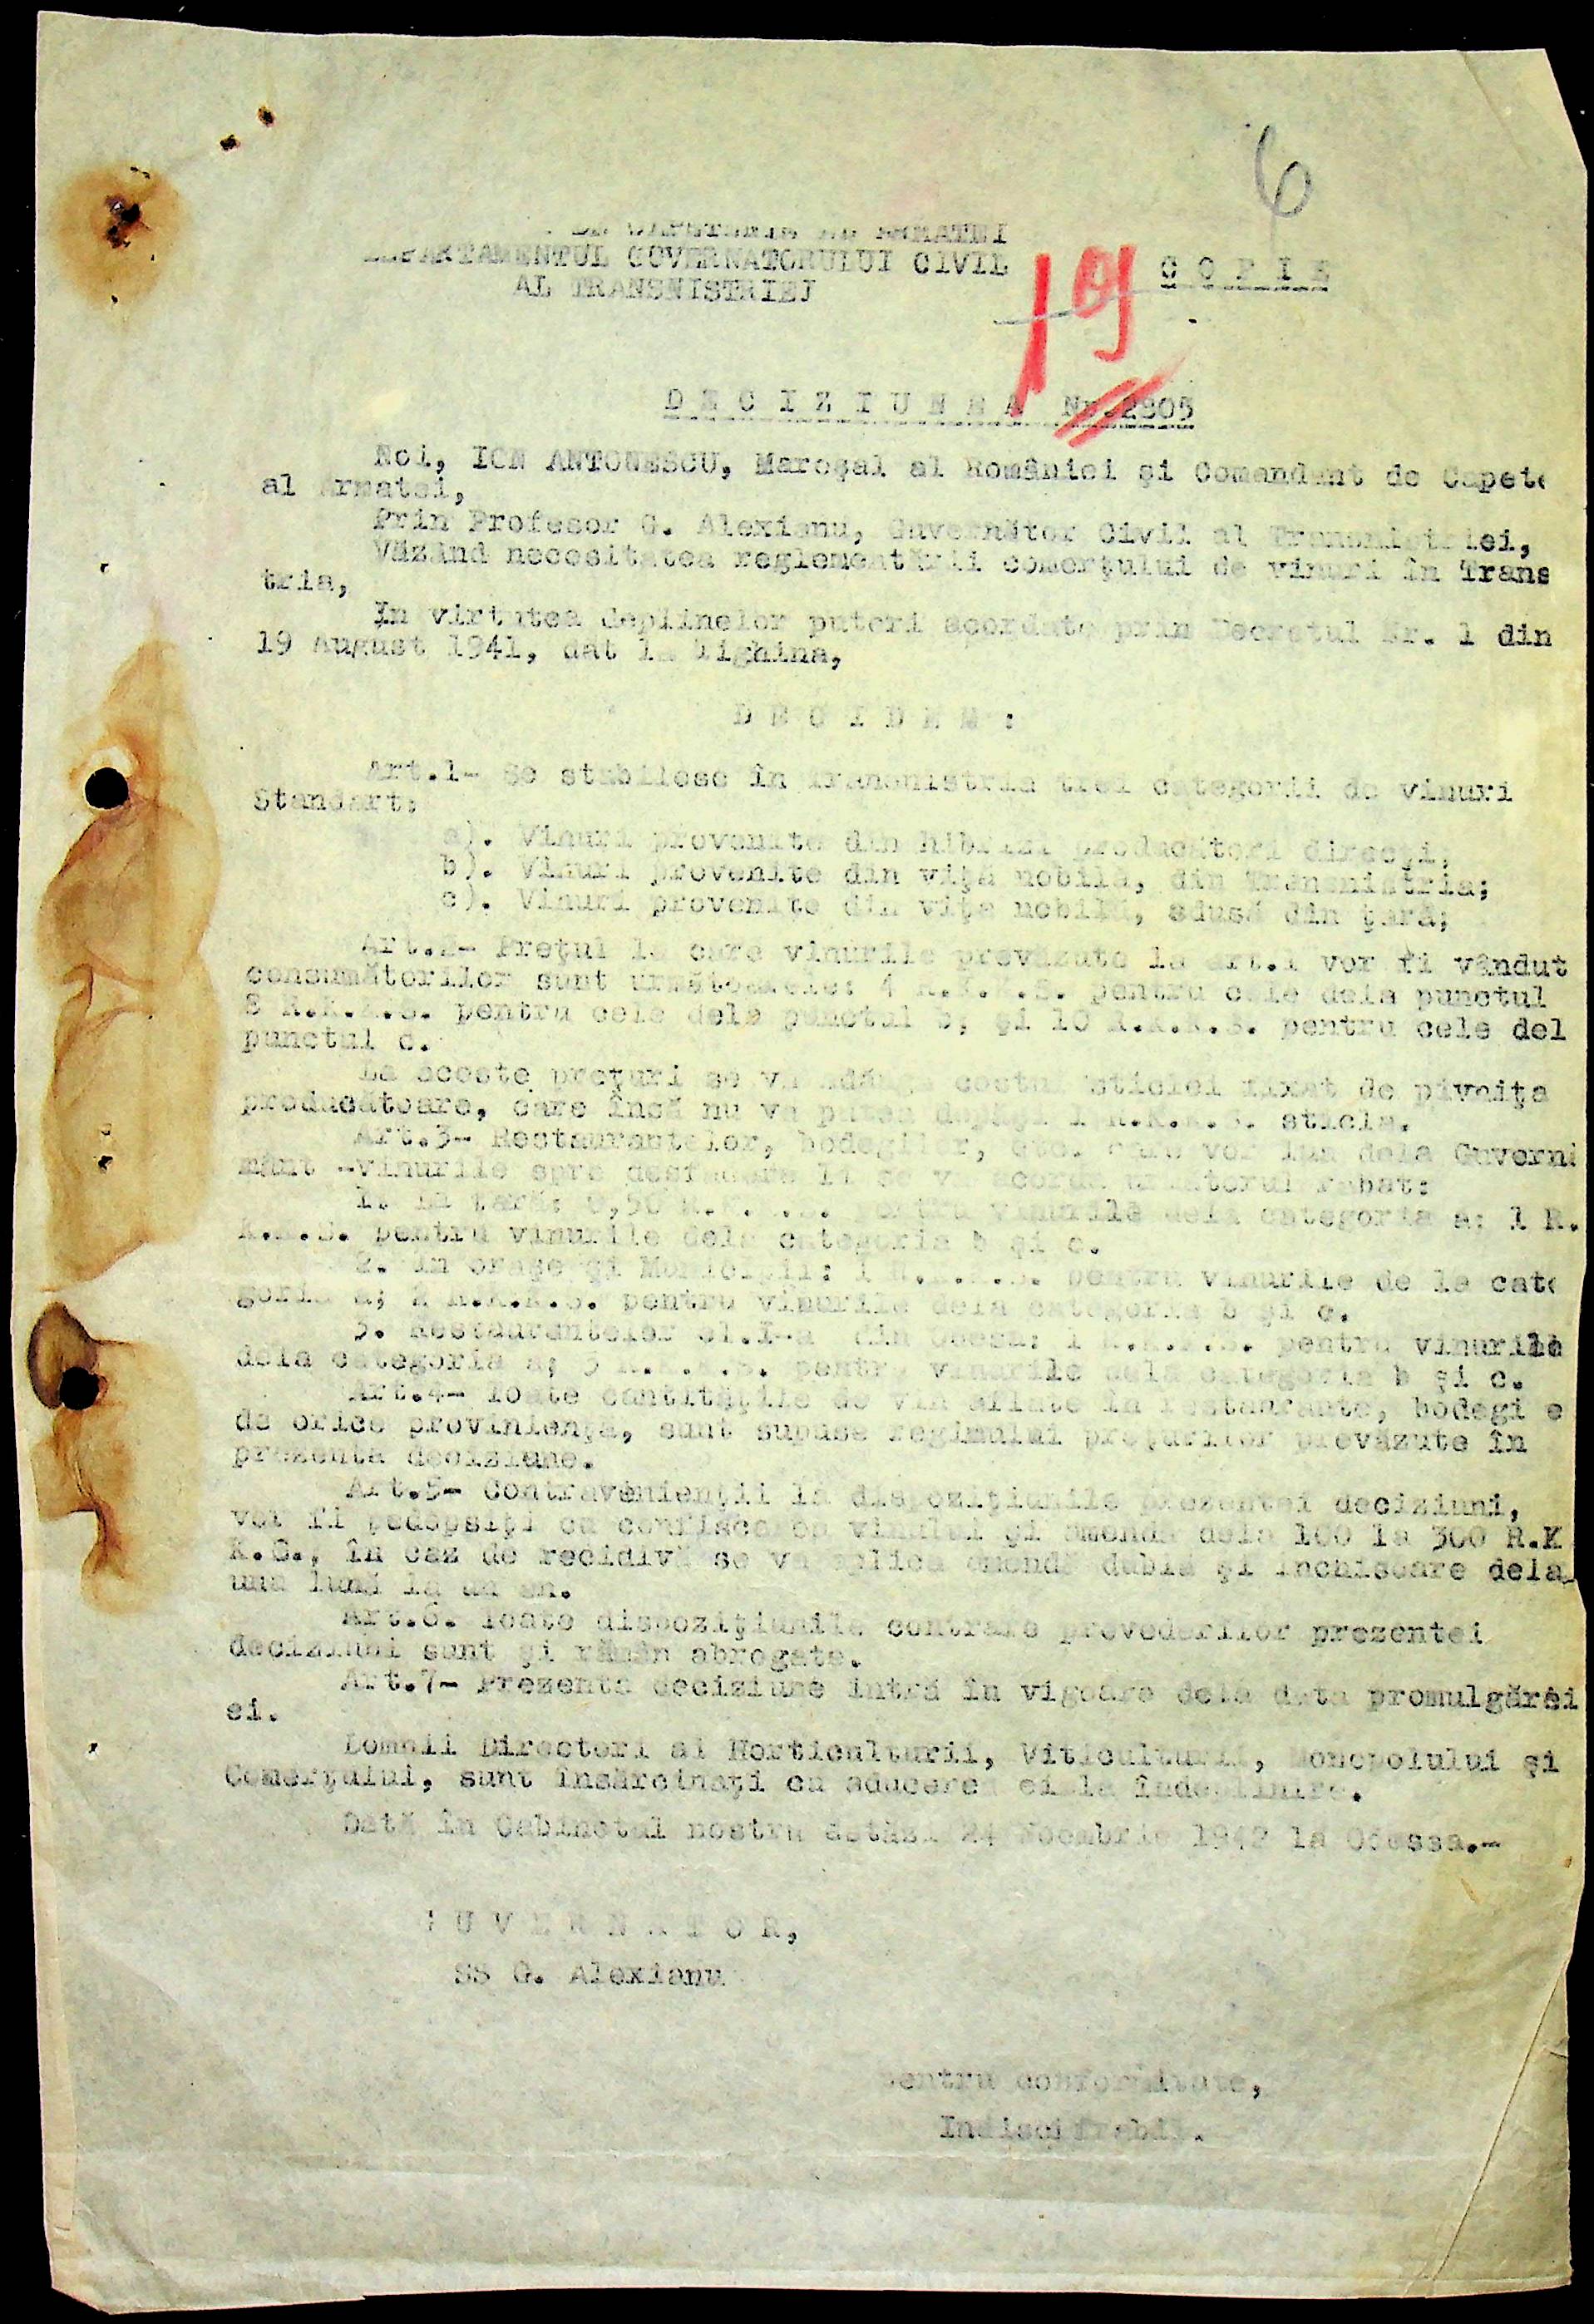 6
ARMATEI
DEPARTAMENTUL GUVERNATORULUI CIVIL
AL TRANSNISTRIEI
COPIE
19
DECIZIUNEA Nr.2905
Noi, ION ANTONESCU, Mareşal al României şi Comandant de Capete
al Armatei,
Prin Profesor G. Alexianu, Guvernător Civil al Transnistriei,
Văzând necesitatea reglementării comerţului de vinuri în Trans
tria,
In virtutea deplinelor puteri acordate prin Decretul Nr. 1 din
19 August 1941, dat la Tighina,
DECIDEM :
Art.1- Se stabilesc în Transnistria trei categorii de vinuri
Standart:
a). Vinuri provenite din hibrizi producători direcţi;
b). Vinuri provenite din viţă nobilă, din Transnistria;
c). Vinuri provenite din viţa nobilă, adusă din ţară;
Art.2- Preţul la care vinurile prevăzute la art.1 vor fi vândut
consumătorilor sunt următoarele: 4 R.K.K.S. pentru cele dela punctul
8 R.K.K.S. pentru cele dela punctul b, şi 10 R.K.K.S. pentru cele del
punctul c.
La aceste preţuri se va adăuga costul sticlei fixat de pivniţa
producătoare, care însă nu va putea depăşi 1 R.K.K.S. sticla.
Art.3- Restaurantelor, bodegilor, etc. care vor lua dela Guvernă
mânt -vinurile spre desfacere li se va acorda următorul rabat:
1. In ţară: 0,50 R.K.K.S. pentru vinurile dela categoria a: 1 R.
K.K.S. pentru vinurile dela categoria b şi c.
2. In oraşe şi Municipii: 1 R.K.K.S. pentru vinurile de la cate
goria a; 2 R.K.K.S. pentru vinurile dela categoria b şi c.
3. Restaurantelor cl.I-a din Odesa: 1 R.K.K.S. pentru vinurile
dela categoria a; 3 R.K.K.S. pentru vinurile dela categoria b şi c.
Art.4- Toate cantităţile de vin aflate în restaurante, bodegi e
de orice provinienţa, sunt supuse regimului preţurilor prevăzute în
prezenta deciziune.
Art.5- Contravenienţii la dispoziţiunile prezentei deciziuni,
vor fi pedepsiţi cu confiscarea vinului şi amenda dela 100 la 300 R.K
K.S., în caz de recidivă se va aplica amenda dublă şi închisoare dela
una lună la un an.
Art.6. Toate dispoziţiunile contrare prevederilor prezentei
deciziuni sunt şi rămân abrogate.
Art.7- Prezenta deciziune intră în vigoare dela data promulgărei
ei.
Domnii Directori ai Horticulturii, Viticulturii, Monopolului şi
Comerţului, sunt însărcinaţi cu aducerea ei la îndeplinire.
Dată în Cabinetul nostru astăzi 24 Noembrie 1942 la Odessa.-
GUVERNATOR,
SS G. Alexianu
Pentru conformitate,
Indiscifrabil.